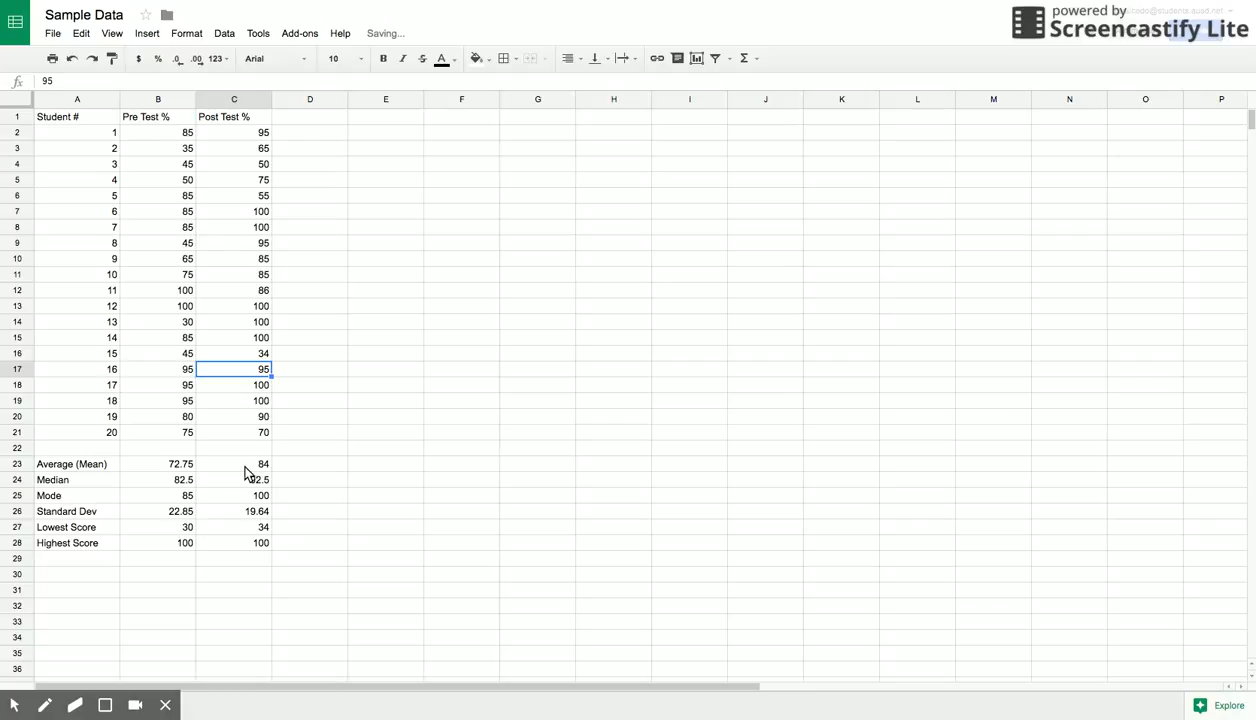 powered by
Screencastify Lite
Sample Data
File Edit View Insert Format Data Tools Add-ons Help Saving...
$ % .0 .00 123 Arial 10 B I S A Σ
fx 95
A B C D E F G H I J K L M N O P
1 Student # Pre Test % Post Test %
2 1 85 95
3 2 35 65
4 3 45 50
5 4 50 75
6 5 85 55
7 6 85 100
8 7 85 100
9 8 45 95
10 9 65 85
11 10 75 85
12 11 100 86
13 12 100 100
14 13 30 100
15 14 85 100
16 15 45 34
17 16 95 95
18 17 95 100
19 18 95 100
20 19 80 90
21 20 75 70
22
23 Average (Mean) 72.75 84
24 Median 82.5 2.5
25 Mode 85 100
26 Standard Dev 22.85 19.64
27 Lowest Score 30 34
28 Highest Score 100 100
29
30
31
32
33
34
35
36
Explore